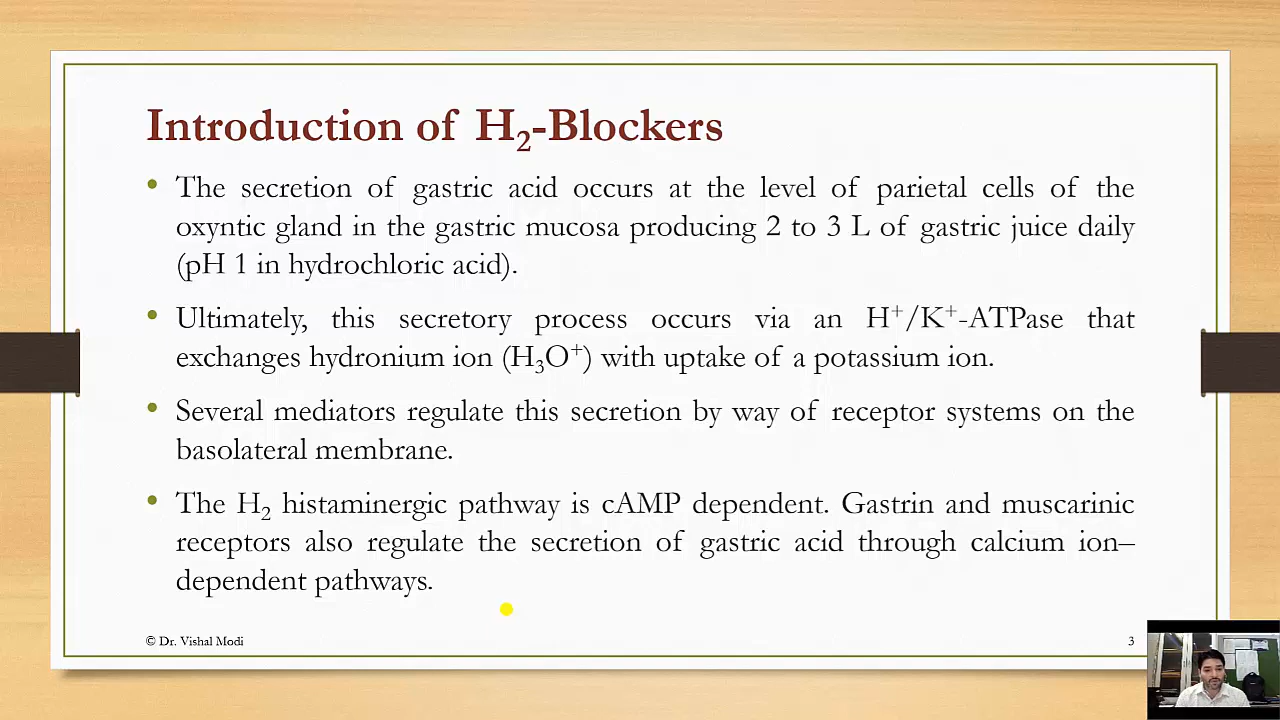 Introduction of H₂-Blockers
• The secretion of gastric acid occurs at the level of parietal cells of the
oxyntic gland in the gastric mucosa producing 2 to 3 L of gastric juice daily
(pH 1 in hydrochloric acid).
• Ultimately, this secretory process occurs via an H⁺/K⁺-ATPase that
exchanges hydronium ion (H₃O⁺) with uptake of a potassium ion.
• Several mediators regulate this secretion by way of receptor systems on the
basolateral membrane.
• The H₂ histaminergic pathway is cAMP dependent. Gastrin and muscarinic
receptors also regulate the secretion of gastric acid through calcium ion–
dependent pathways.
© Dr. Vishal Modi
3